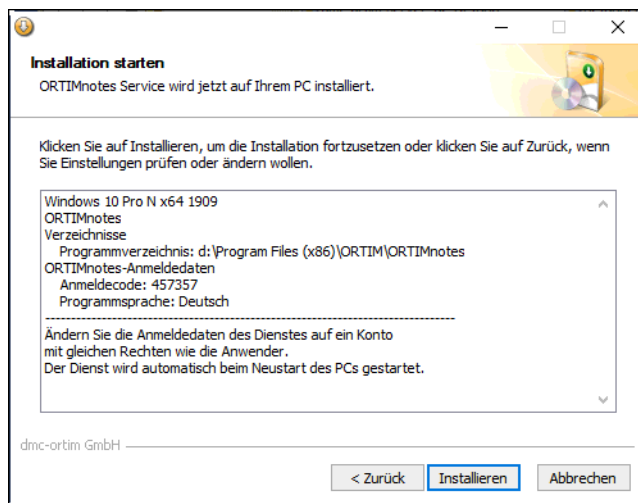 Installation starten
ORTIMnotes Service wird jetzt auf Ihrem PC installiert.
Klicken Sie auf Installieren, um die Installation fortzusetzen oder klicken Sie auf Zurück, wenn
Sie Einstellungen prüfen oder ändern wollen.
Windows 10 Pro N x64 1909
ORTIMnotes
Verzeichnisse
Programmverzeichnis: d:\Program Files (x86)\ORTIM\ORTIMnotes
ORTIMnotes-Anmeldedaten
Anmeldecode: 457357
Programmsprache: Deutsch
--------------------------------------------------------------------------------
Ändern Sie die Anmeldedaten des Dienstes auf ein Konto
mit gleichen Rechten wie die Anwender.
Der Dienst wird automatisch beim Neustart des PCs gestartet.
dmc-ortim GmbH
< Zurück Installieren Abbrechen